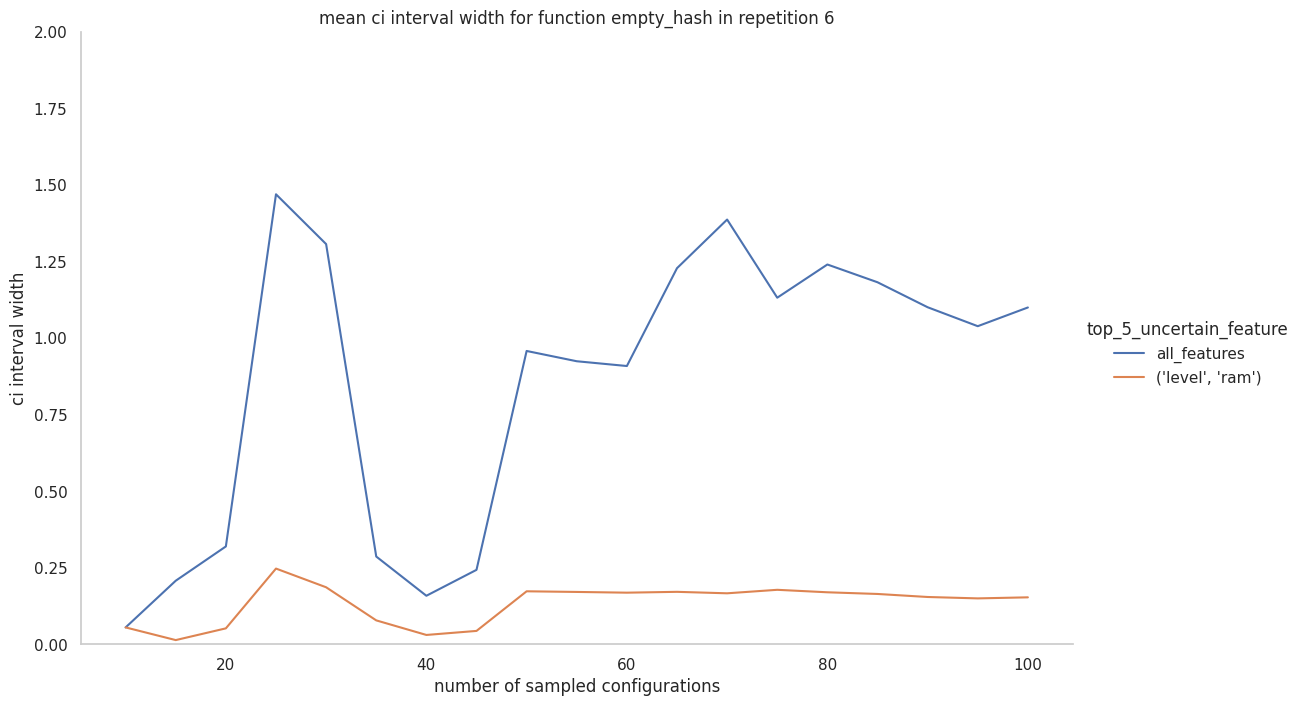 mean ci interval width for function empty_hash in repetition 6
2.00
1.75
1.50
1.25
1.00
0.75
0.50
0.25
0.00
ci interval width
20
40
60
80
100
number of sampled configurations
top_5_uncertain_feature
all_features
('level', 'ram')